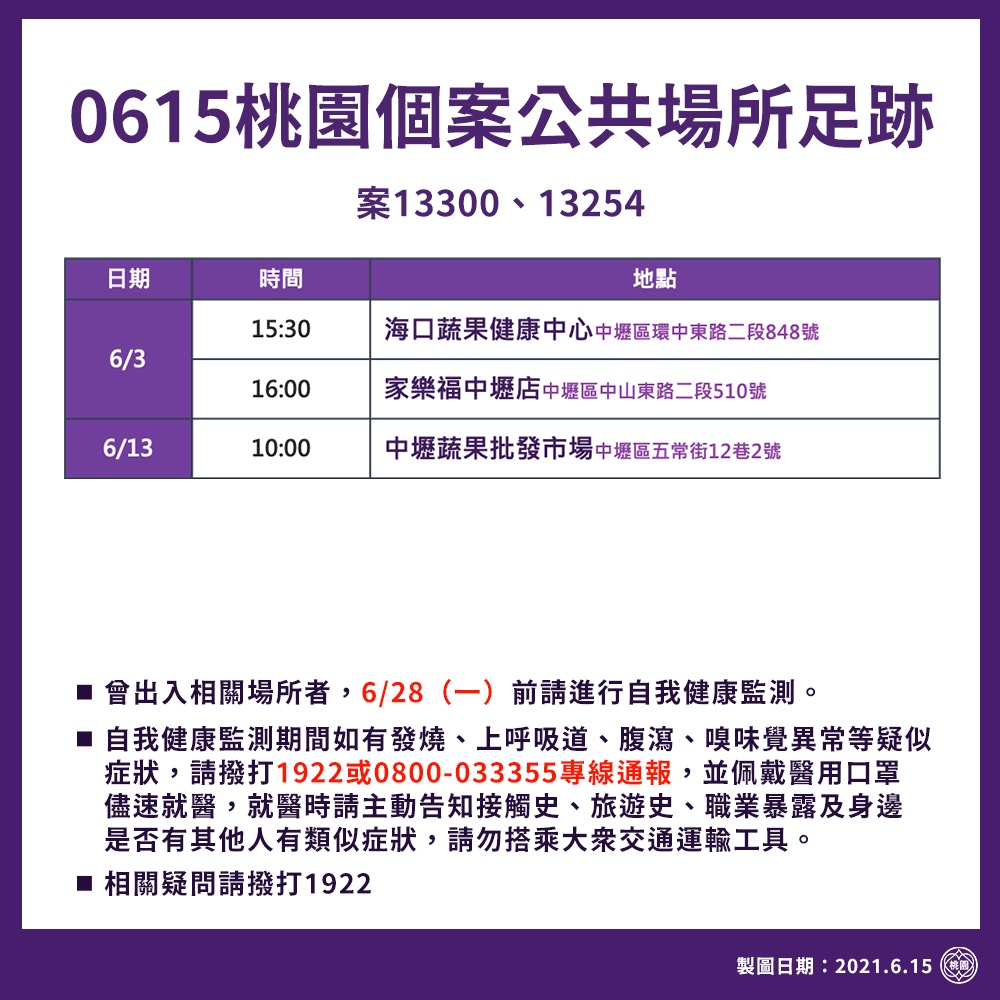 0615桃園個案公共場所足跡
案13300、13254
日期 時間 地點
6/3
15:30 海口蔬果健康中心中壢區環中東路二段848號
16:00 家樂福中壢店中壢區中山東路二段510號
6/13 10:00 中壢蔬果批發市場中壢區五常街12巷2號
■ 曾出入相關場所者，6/28（一）前請進行自我健康監測。
■ 自我健康監測期間如有發燒、上呼吸道、腹瀉、嗅味覺異常等疑似
症狀，請撥打1922或0800-033355專線通報，並佩戴醫用口罩
儘速就醫，就醫時請主動告知接觸史、旅遊史、職業暴露及身邊
是否有其他人有類似症狀，請勿搭乘大眾交通運輸工具。
■ 相關疑問請撥打1922
製圖日期：2021.6.15 桃園